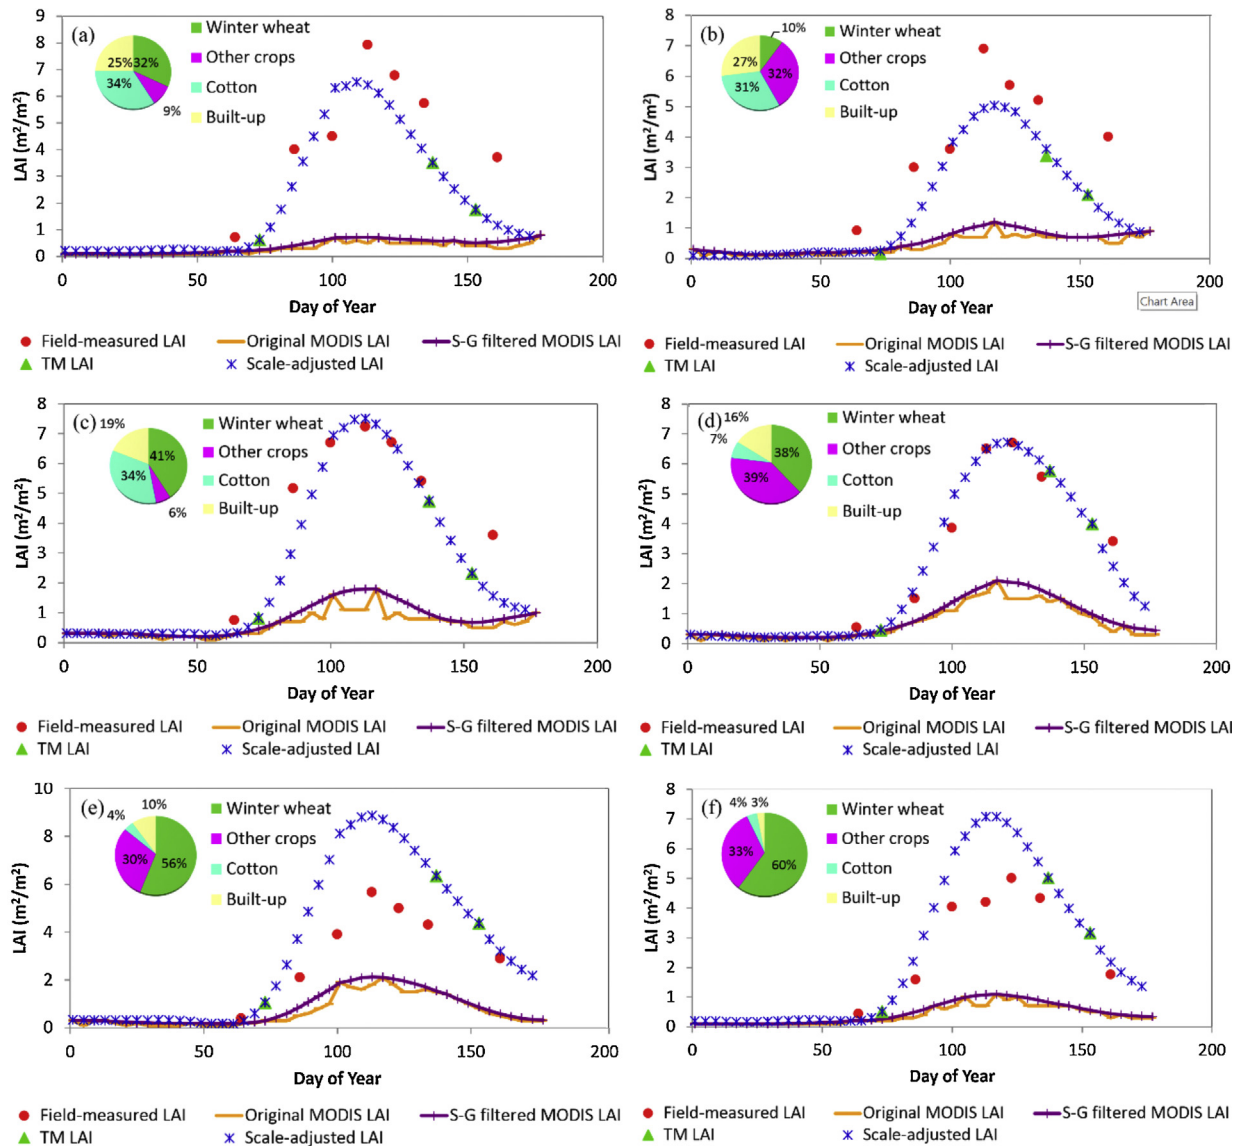 (a)
Winter wheat
Other crops
Cotton
Built-up
25%
32%
34%
9%
LAI (m²/m²)
9
8
7
6
5
4
3
2
1
0
0
50
100
150
200
Day of Year
Field-measured LAI
Original MODIS LAI
S-G filtered MODIS LAI
TM LAI
Scale-adjusted LAI
(b)
Winter wheat
Other crops
Cotton
Built-up
10%
27%
32%
31%
LAI (m²/m²)
8
7
6
5
4
3
2
1
0
0
50
100
150
200
Chart Area
Day of Year
Field-measured LAI
Original MODIS LAI
S-G filtered MODIS LAI
TM LAI
Scale-adjusted LAI
(c)
Winter wheat
Other crops
Cotton
Built-up
19%
41%
34%
6%
LAI (m²/m²)
8
7
6
5
4
3
2
1
0
0
50
100
150
200
Day of Year
Field-measured LAI
Original MODIS LAI
S-G filtered MODIS LAI
TM LAI
Scale-adjusted LAI
(d)
Winter wheat
Other crops
Cotton
Built-up
16%
7%
38%
39%
LAI (m²/m²)
8
7
6
5
4
3
2
1
0
0
50
100
150
200
Day of Year
Field-measured LAI
Original MODIS LAI
S-G filtered MODIS LAI
TM LAI
Scale-adjusted LAI
(e)
Winter wheat
Other crops
Cotton
Built-up
10%
4%
30%
56%
LAI (m²/m²)
10
8
6
4
2
0
0
50
100
150
200
Day of Year
Field-measured LAI
Original MODIS LAI
S-G filtered MODIS LAI
TM LAI
Scale-adjusted LAI
(f)
Winter wheat
Other crops
Cotton
Built-up
4%
3%
33%
60%
LAI (m²/m²)
8
7
6
5
4
3
2
1
0
0
50
100
150
200
Day of Year
Field-measured LAI
Original MODIS LAI
S-G filtered MODIS LAI
TM LAI
Scale-adjusted LAI